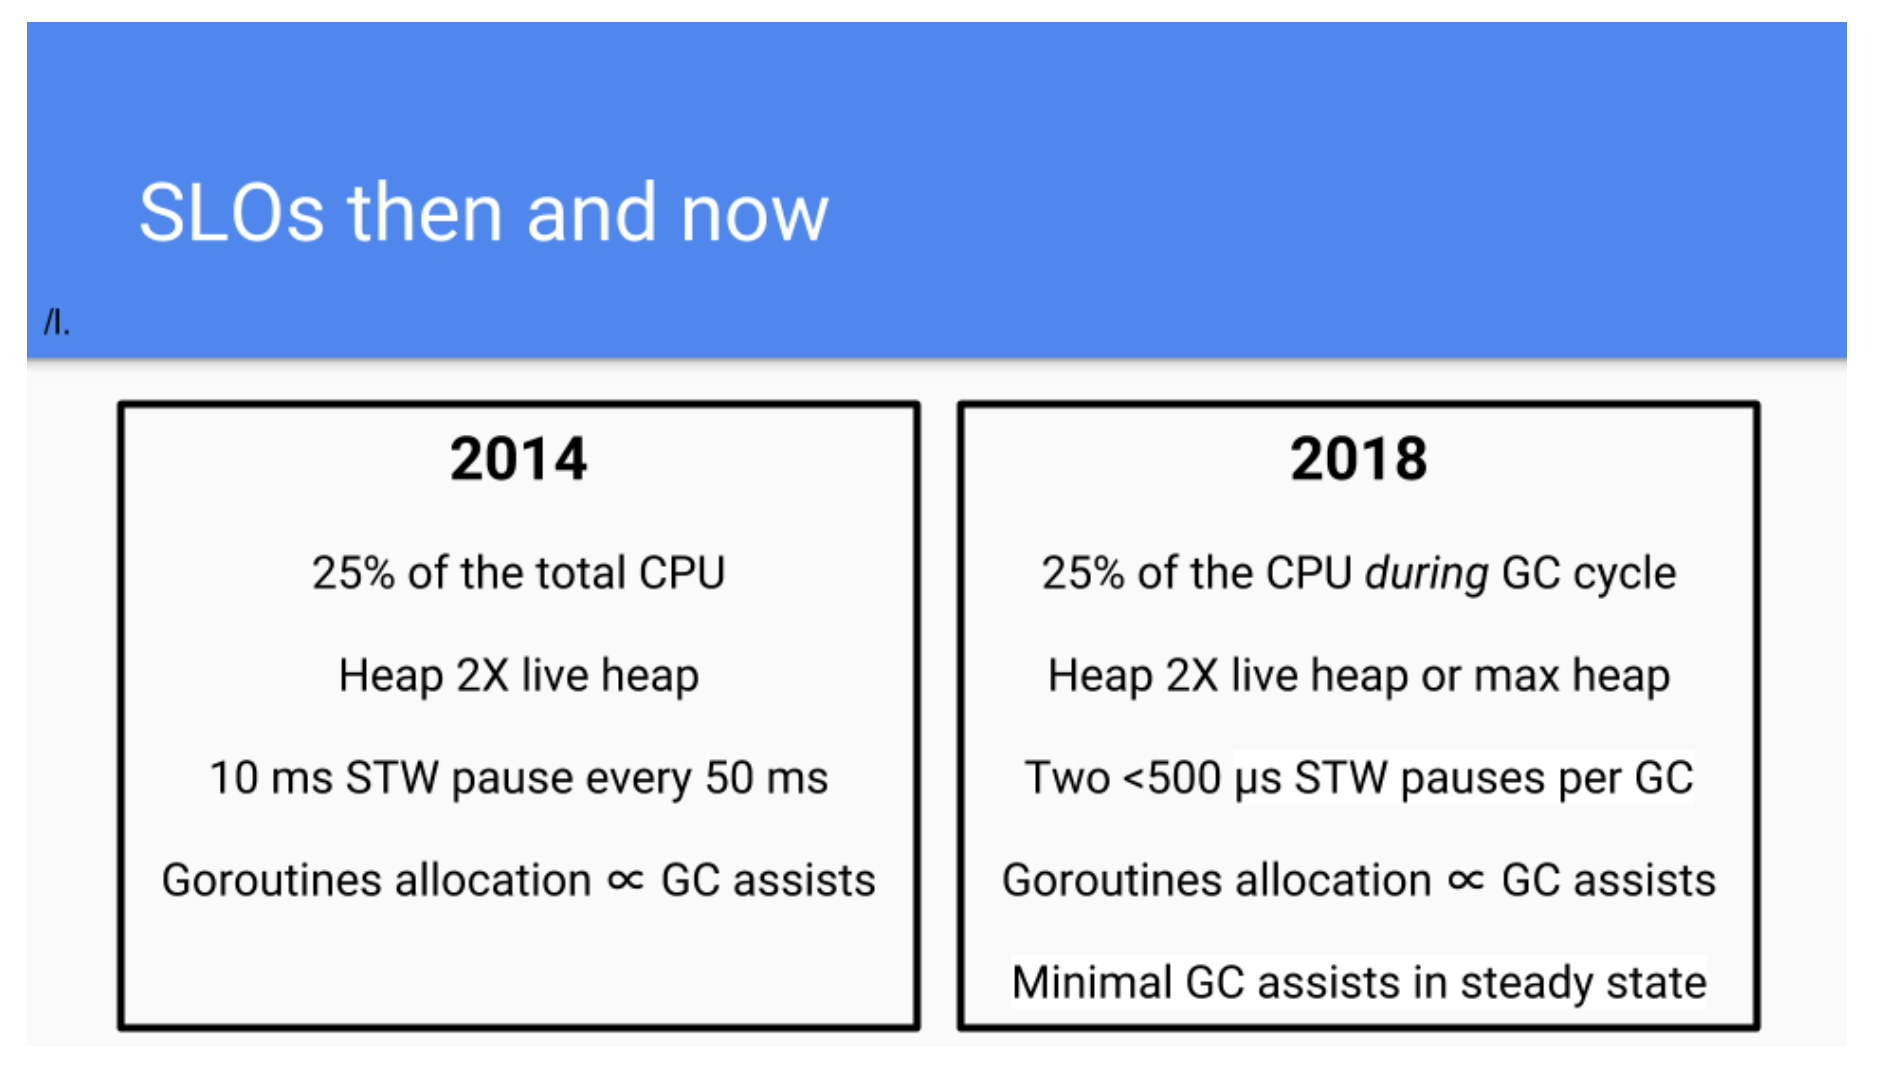 SLOs then and now
/l.
2014
25% of the total CPU
Heap 2X live heap
10 ms STW pause every 50 ms
Goroutines allocation ∝ GC assists
2018
25% of the CPU during GC cycle
Heap 2X live heap or max heap
Two <500 µs STW pauses per GC
Goroutines allocation ∝ GC assists
Minimal GC assists in steady state